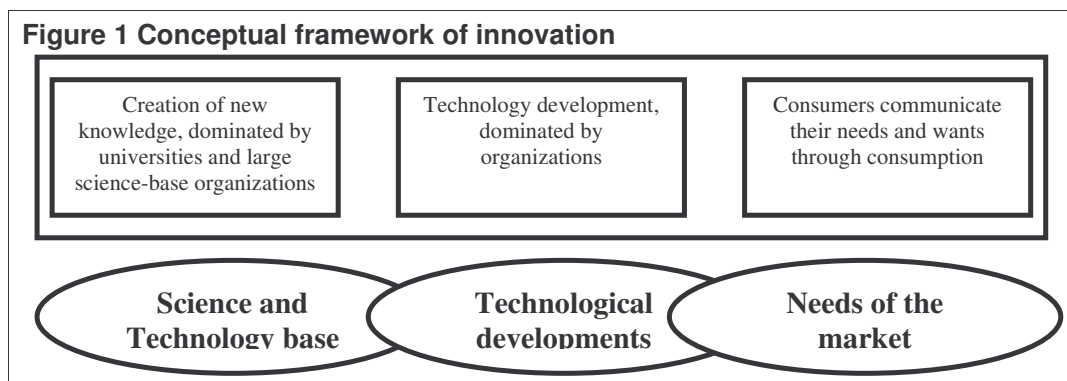 Figure 1 Conceptual framework of innovation
Creation of new
knowledge, dominated by
universities and large
science-base organizations
Technology development,
dominated by
organizations
Consumers communicate
their needs and wants
through consumption
Science and
Technology base
Technological
developments
Needs of the
market